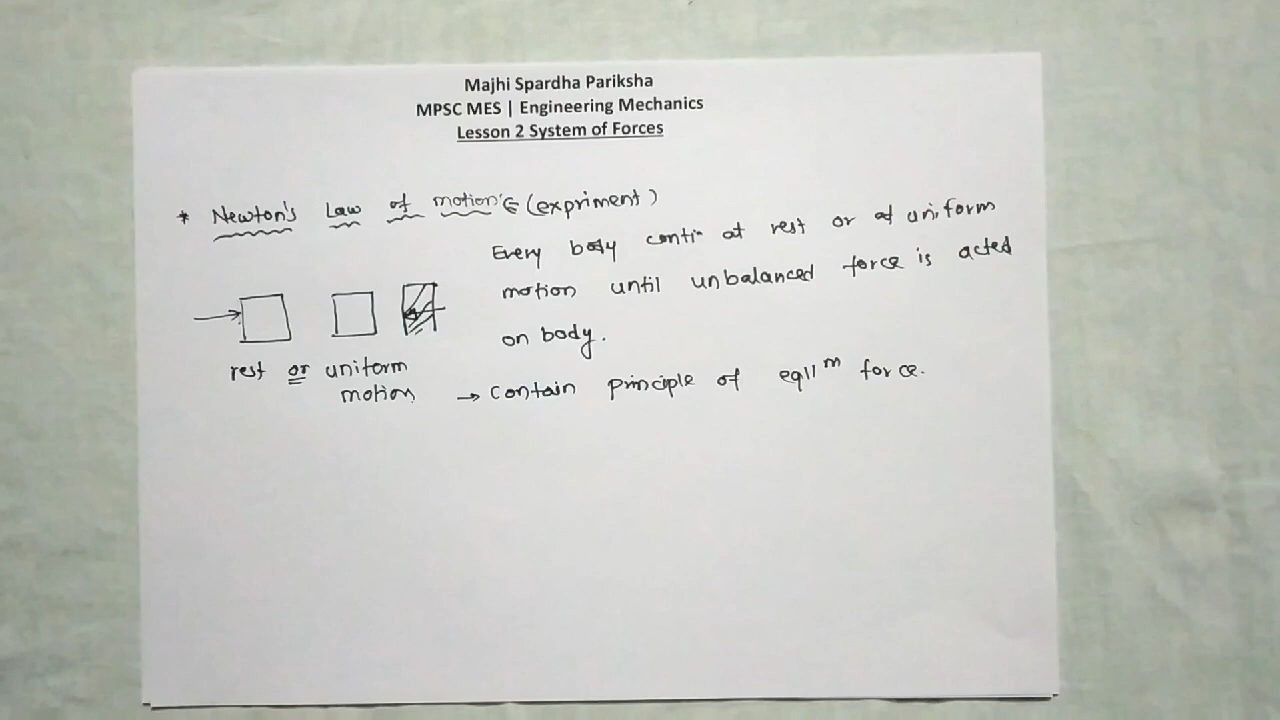 Majhi Spardha Pariksha
MPSC MES | Engineering Mechanics
Lesson 2 System of Forces
* Newton's Law of motion's (expriment)
Every body contin at rest or at uniform
motion until unbalanced force is acted
on body.
rest or uniform
motion
→ contain principle of eqllᵐ force.